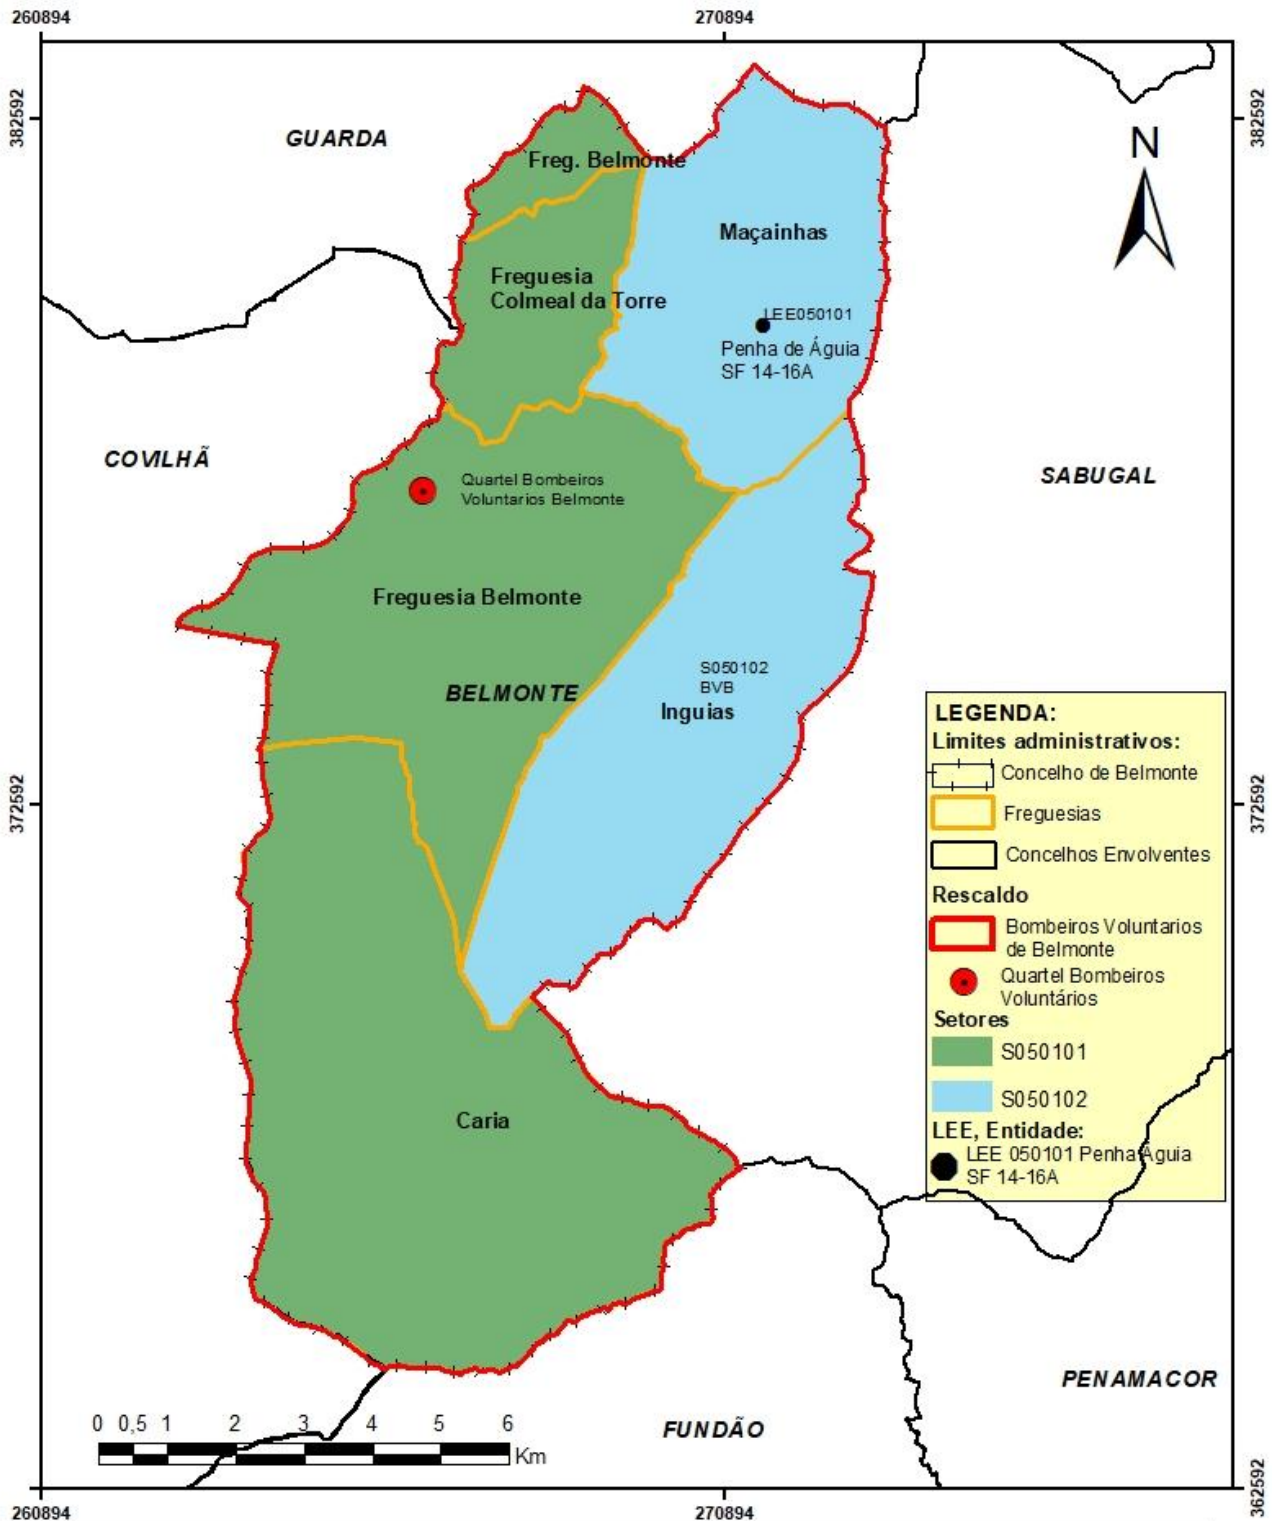 260894
270894
382592
382592
GUARDA
N
Freg. Belmonte
Maçainhas
Freguesia
Colmeal da Torre
LEE050101
Penha de Águia
SF 14-16A
COVILHÃ
SABUGAL
Quartel Bombeiros
Voluntarios Belmonte
Freguesia Belmonte
S050102
BVB
Inguias
BELMONTE
372592
372592
LEGENDA:
Limites administrativos:
Concelho de Belmonte
Freguesias
Concelhos Envolventes
Rescaldo
Bombeiros Voluntarios
de Belmonte
Quartel Bombeiros
Voluntários
Setores
S050101
S050102
LEE, Entidade:
LEE 050101 Penha Águia
SF 14-16A
Caria
PENAMACOR
FUNDÃO
0 0,5 1 2 3 4 5 6
Km
362592
260894
270894